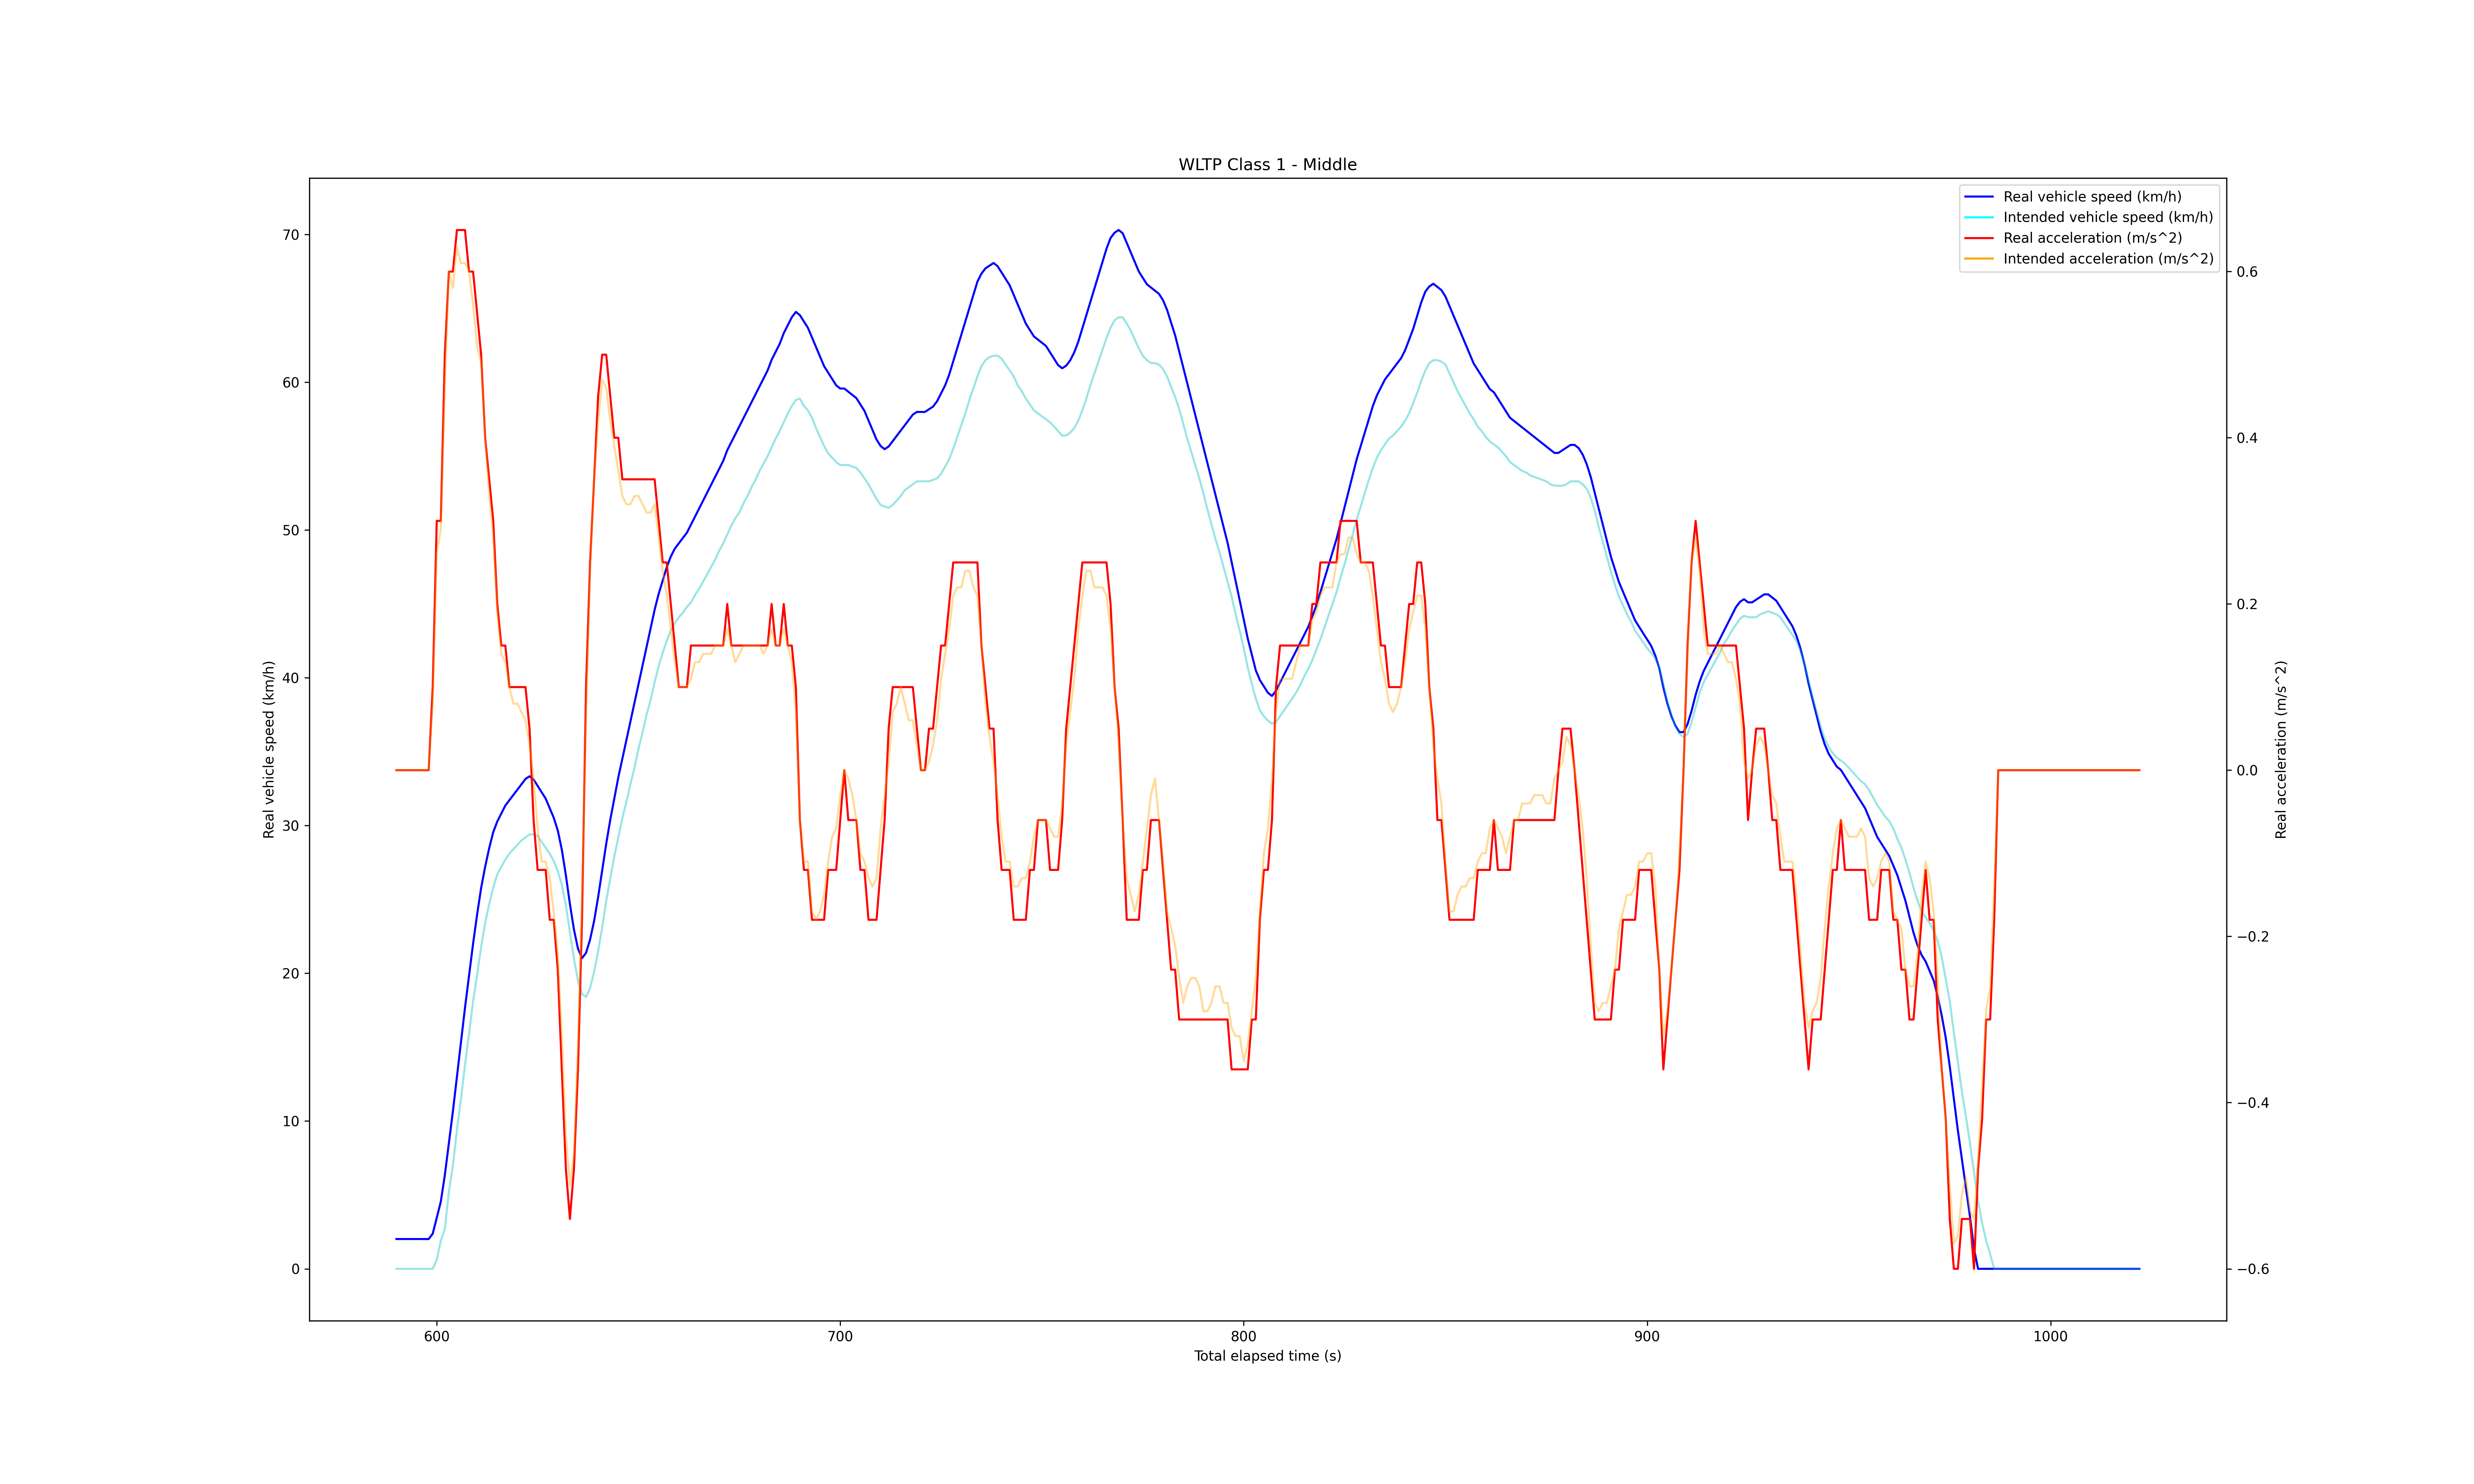 WLTP Class 1 - Middle
Real vehicle speed (km/h)
Intended vehicle speed (km/h)
Real acceleration (m/s^2)
Intended acceleration (m/s^2)
70
60
50
40
30
20
10
0
Real vehicle speed (km/h)
0.6
0.4
0.2
0.0
−0.2
−0.4
−0.6
Real acceleration (m/s^2)
600 700 800 900 1000
Total elapsed time (s)